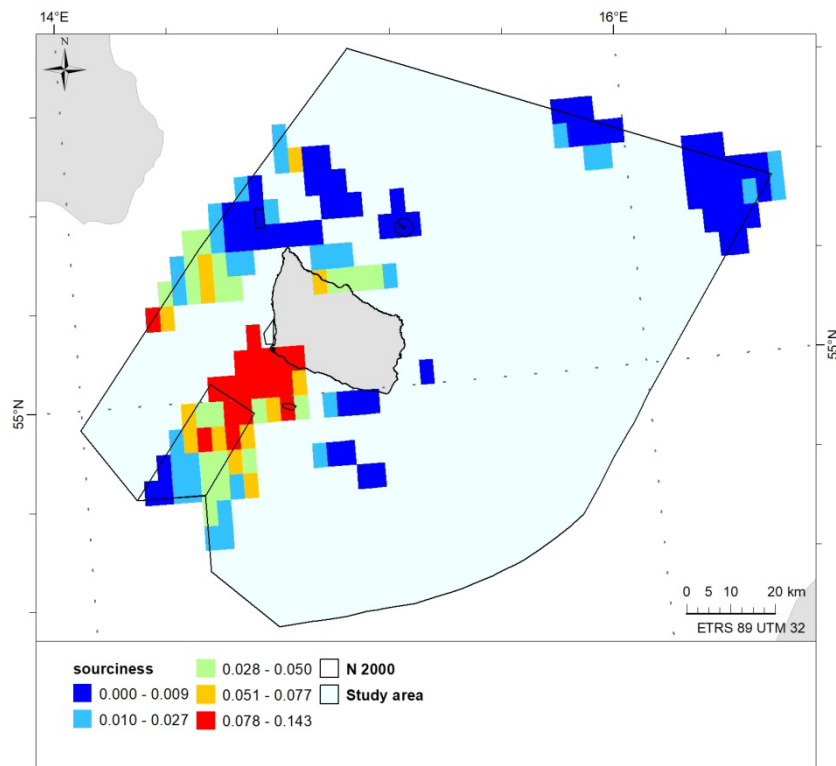 14°E 16°E
N
55°N
55°N
0 5 10 20 km
ETRS 89 UTM 32
sourciness
0.000 - 0.009
0.010 - 0.027
0.028 - 0.050
0.051 - 0.077
0.078 - 0.143
N 2000
Study area